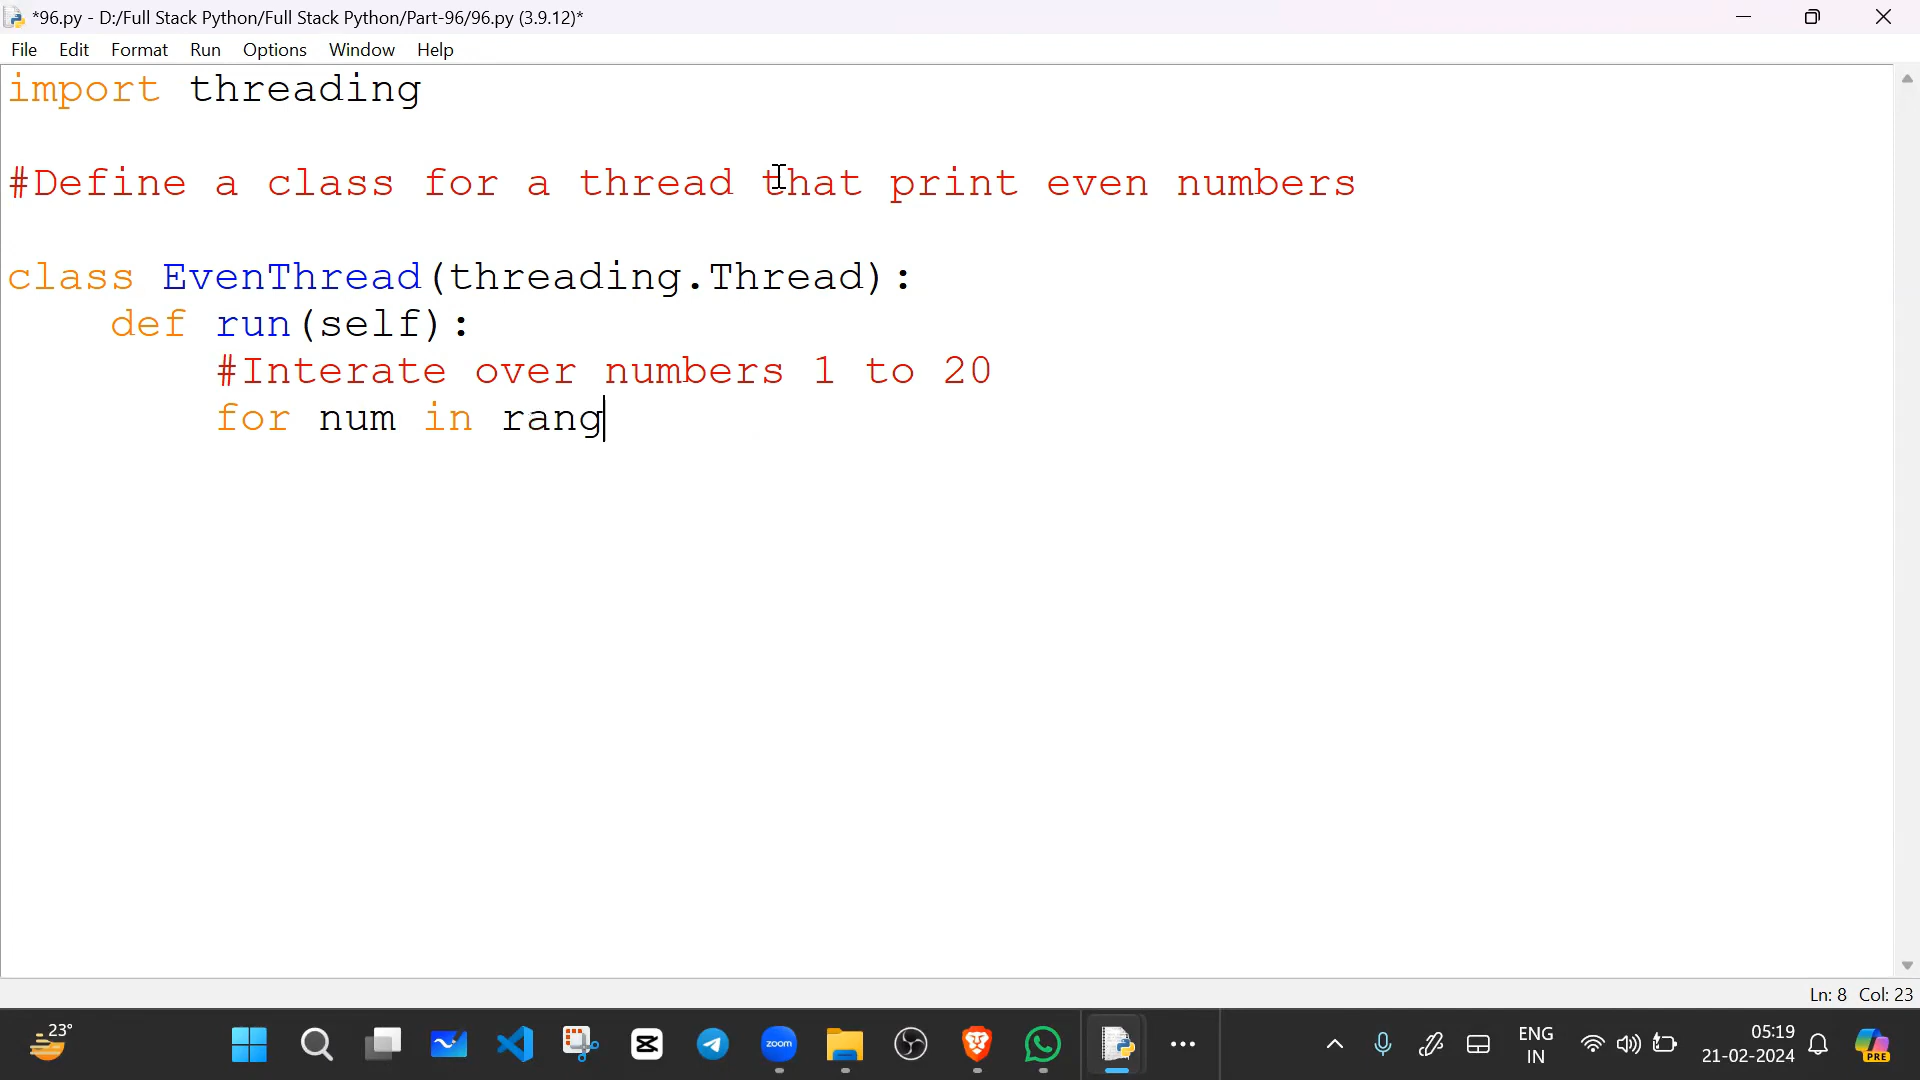 *96.py - D:/Full Stack Python/Full Stack Python/Part-96/96.py (3.9.12)*
File Edit Format Run Options Window Help
import threading
#Define a class for a thread that print even numbers
class EvenThread(threading.Thread):
def run(self):
#Interate over numbers 1 to 20
for num in rang
Ln: 8 Col: 23
23°
zoom
ENG
IN
05:19
21-02-2024
PRE